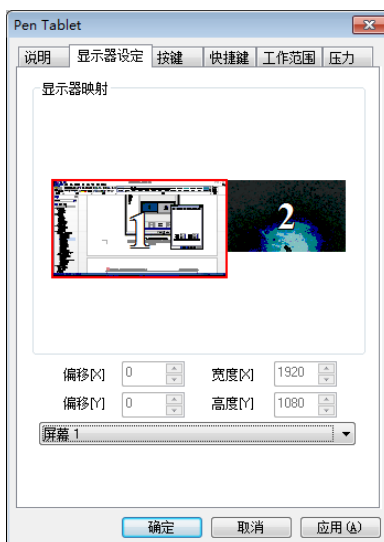 Pen Tablet
说明 显示器设定 按键 快捷鍵 工作范围 压力
显示器映射
2
偏移[X] 0 宽度[X] 1920
偏移[Y] 0 高度[Y] 1080
屏幕 1
确定 取消 应用(A)